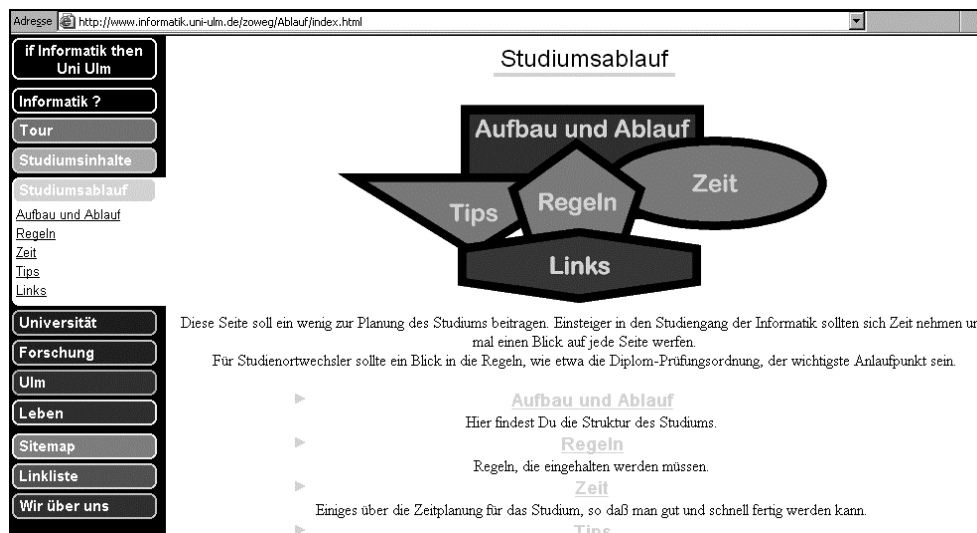 Adresse http://www.informatik.uni-ulm.de/zoweg/Ablauf/index.html
if Informatik then
Uni Ulm
Informatik ?
Tour
Studiumsinhalte
Studiumsablauf
Aufbau und Ablauf
Regeln
Zeit
Tips
Links
Universität
Forschung
Ulm
Leben
Sitemap
Linkliste
Wir über uns
Studiumsablauf
Aufbau und Ablauf
Zeit
Regeln
Tips
Links
Diese Seite soll ein wenig zur Planung des Studiums beitragen. Einsteiger in den Studiengang der Informatik sollten sich Zeit nehmen
mal einen Blick auf jede Seite werfen.
Für Studienortwechsler sollte ein Blick in die Regeln, wie etwa die Diplom-Prüfungsordnung, der wichtigste Anlaufpunkt sein.
Aufbau und Ablauf
Hier findest Du die Struktur des Studiums.
Regeln
Regeln, die eingehalten werden müssen.
Zeit
Einiges über die Zeitplanung für das Studium, so daß man gut und schnell fertig werden kann.
Tips